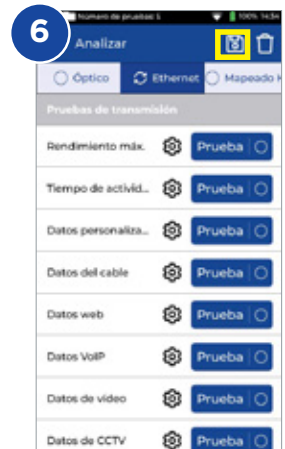 6
Número de pruebas: 5 100% 14:34
Analizar
Óptico Ethernet Mapeado H
Pruebas de transmisión
Rendimiento máx. Prueba
Tiempo de activid... Prueba
Datos personaliza... Prueba
Datos del cable Prueba
Datos web Prueba
Datos VoIP Prueba
Datos de vídeo Prueba
Datos de CCTV Prueba